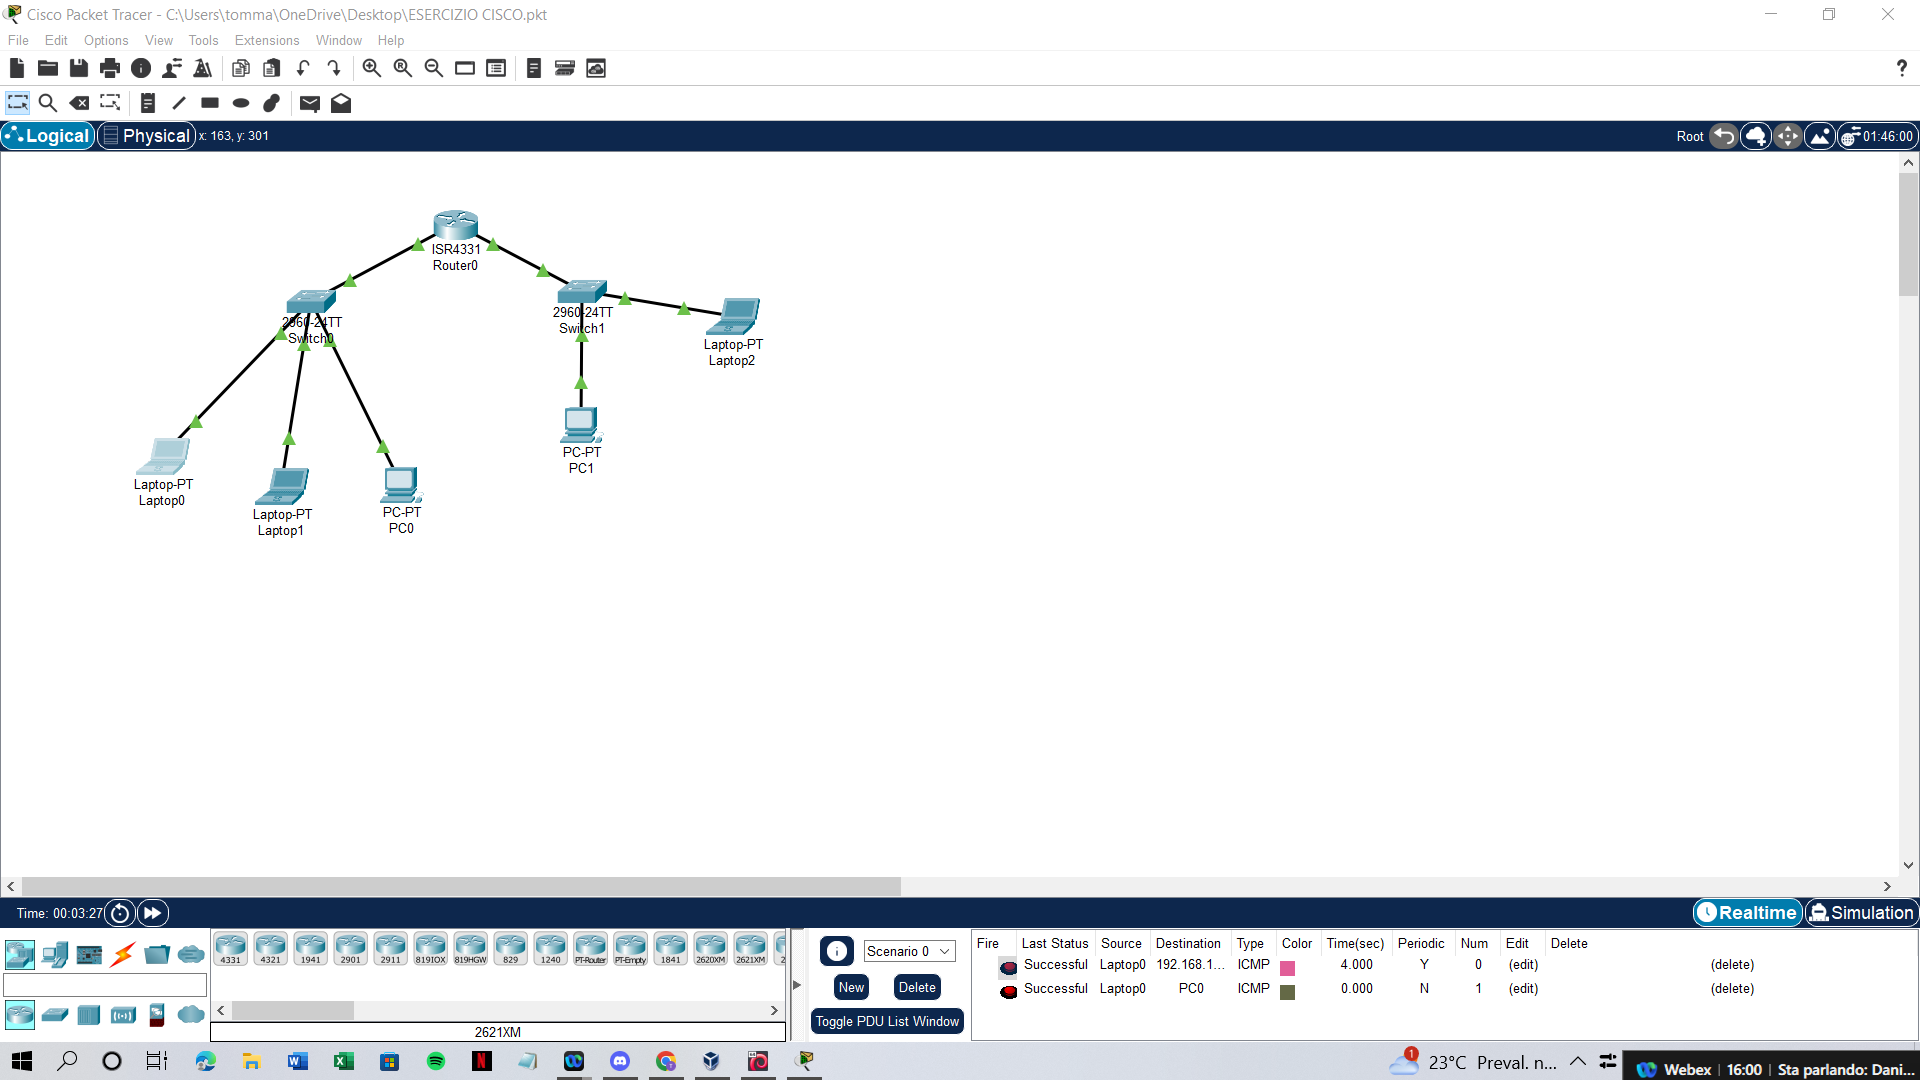 Cisco Packet Tracer - C:\Users\tomma\OneDrive\Desktop\ESERCIZIO CISCO.pkt
File Edit Options View Tools Extensions Window Help
?
Logical Physical x: 163, y: 301 Root 01:46:00
ISR4331
Router0
2960-24TT
Switch0
2960-24TT
Switch1
Laptop-PT
Laptop2
PC-PT
PC1
Laptop-PT
Laptop0
Laptop-PT
Laptop1
PC-PT
PC0
Time: 00:03:27 Realtime Simulation
4331 4321 1941 2901 2911 819IOX 819HGW 829 1240 PT-Router PT-Empty 1841 2620XM 2621XM 2
2621XM
Scenario 0
New Delete
Toggle PDU List Window
Fire Last Status Source Destination Type Color Time(sec) Periodic Num Edit Delete
Successful Laptop0 192.168.1... ICMP 4.000 Y 0 (edit) (delete)
Successful Laptop0 PC0 ICMP 0.000 N 1 (edit) (delete)
1 23°C Preval. n... Webex 16:00 Sta parlando: Dani...